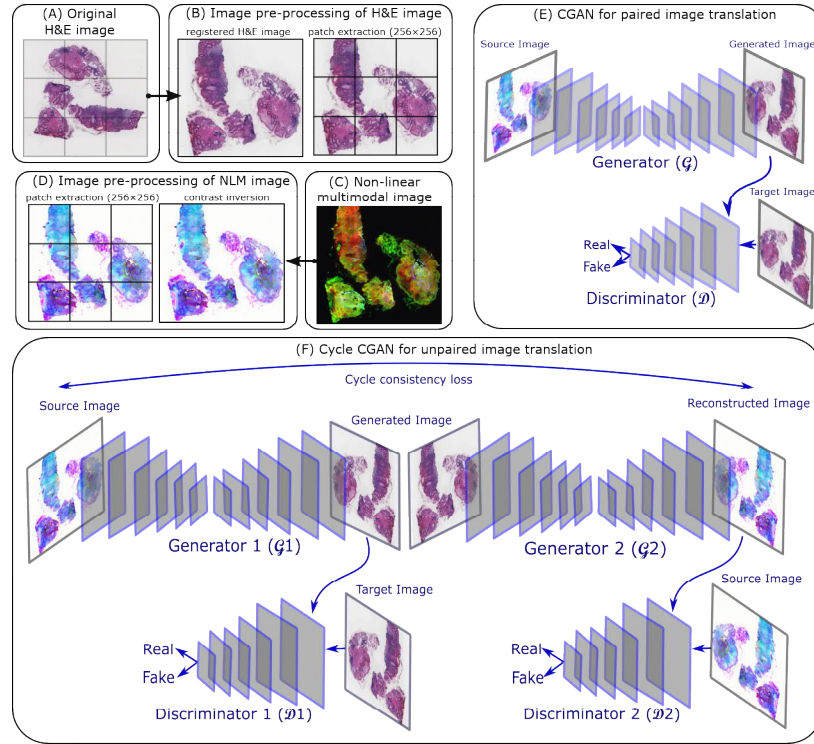 (A) Original
H&E image
(B) Image pre-processing of H&E image
registered H&E image
patch extraction (256×256)
(D) Image pre-processing of NLM image
patch extraction (256×256)
contrast inversion
(C) Non-linear
multimodal image
(E) CGAN for paired image translation
Source Image
Generated Image
Generator (𝒢)
Target Image
Real
Fake
Discriminator (𝒟)
(F) Cycle CGAN for unpaired image translation
Cycle consistency loss
Source Image
Generated Image
Reconstructed Image
Generator 1 (𝒢1)
Generator 2 (𝒢2)
Target Image
Source Image
Real
Fake
Discriminator 1 (𝒟1)
Real
Fake
Discriminator 2 (𝒟2)